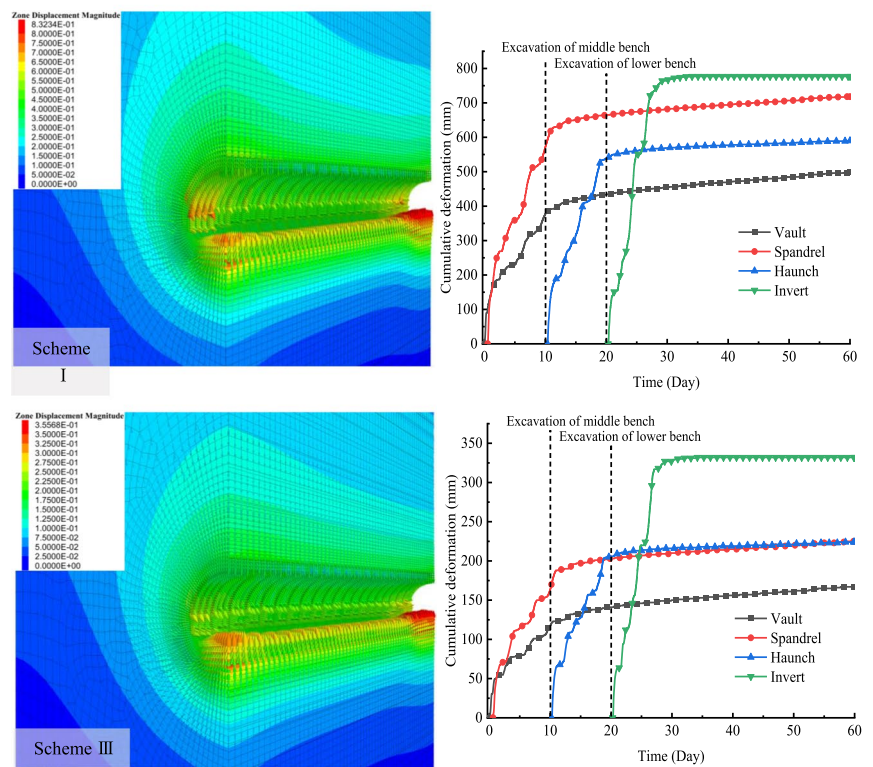 Zone Displacement Magnitude
8.3234E-01
8.0000E-01
7.5000E-01
7.0000E-01
6.5000E-01
6.0000E-01
5.5000E-01
5.0000E-01
4.5000E-01
4.0000E-01
3.5000E-01
3.0000E-01
2.5000E-01
2.0000E-01
1.5000E-01
1.0000E-01
5.0000E-02
0.0000E+00
Scheme
I
Excavation of middle bench
Excavation of lower bench
Cumulative deformation (mm)
800
700
600
500
400
300
200
100
0
Vault
Spandrel
Haunch
Invert
0 10 20 30 40 50 60
Time (Day)
Zone Displacement Magnitude
3.5568E-01
3.5000E-01
3.2500E-01
3.0000E-01
2.7500E-01
2.5000E-01
2.2500E-01
2.0000E-01
1.7500E-01
1.5000E-01
1.2500E-01
1.0000E-01
7.5000E-02
5.0000E-02
2.5000E-02
0.0000E+00
Scheme III
Excavation of middle bench
Excavation of lower bench
Cumulative deformation (mm)
350
300
250
200
150
100
50
0
Vault
Spandrel
Haunch
Invert
0 10 20 30 40 50 60
Time (Day)